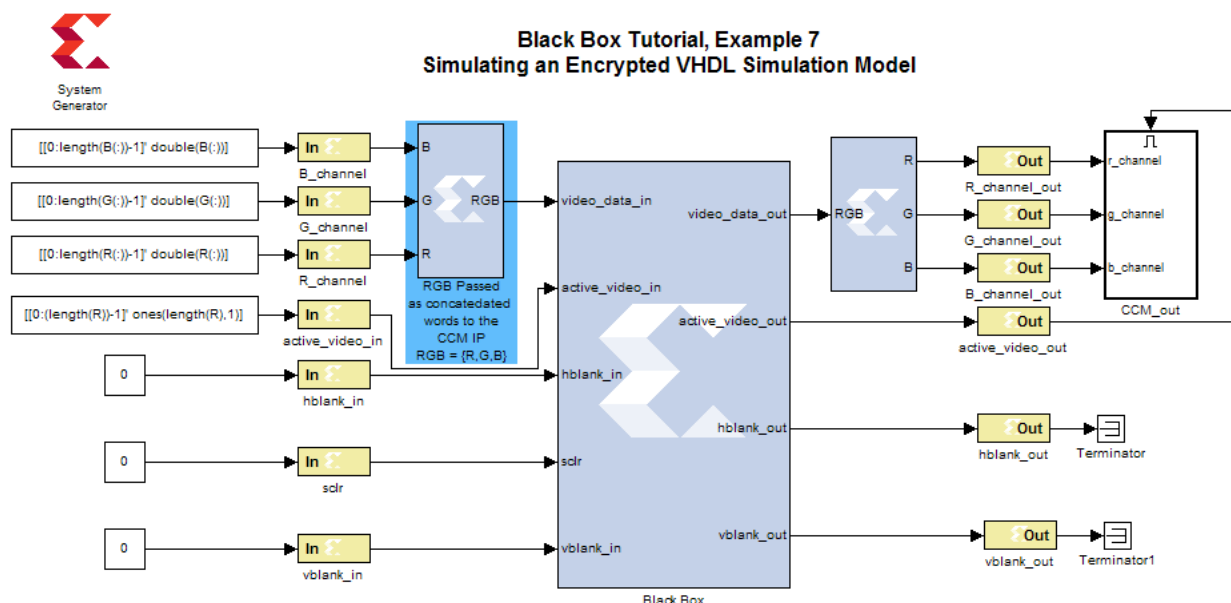 Black Box Tutorial, Example 7
Simulating an Encrypted VHDL Simulation Model
System
Generator
[[0:length(B(:))-1]' double(B(:))]
In
B_channel
[[0:length(G(:))-1]' double(G(:))]
In
G_channel
[[0:length(R(:))-1]' double(R(:))]
In
R_channel
[[0:(length(R))-1]' ones(length(R),1)]
In
active_video_in
0
In
hblank_in
0
In
sclr
0
In
vblank_in
B
G
R
RGB
RGB Passed
as concatedated
words to the
CCM IP
RGB = {R,G,B}
video_data_in
active_video_in
hblank_in
sclr
vblank_in
video_data_out
active_video_out
hblank_out
vblank_out
Black Box
RGB
R
G
B
Out
R_channel_out
Out
G_channel_out
Out
B_channel_out
Out
active_video_out
r_channel
g_channel
b_channel
CCM_out
Out
hblank_out
Terminator
Out
vblank_out
Terminator1